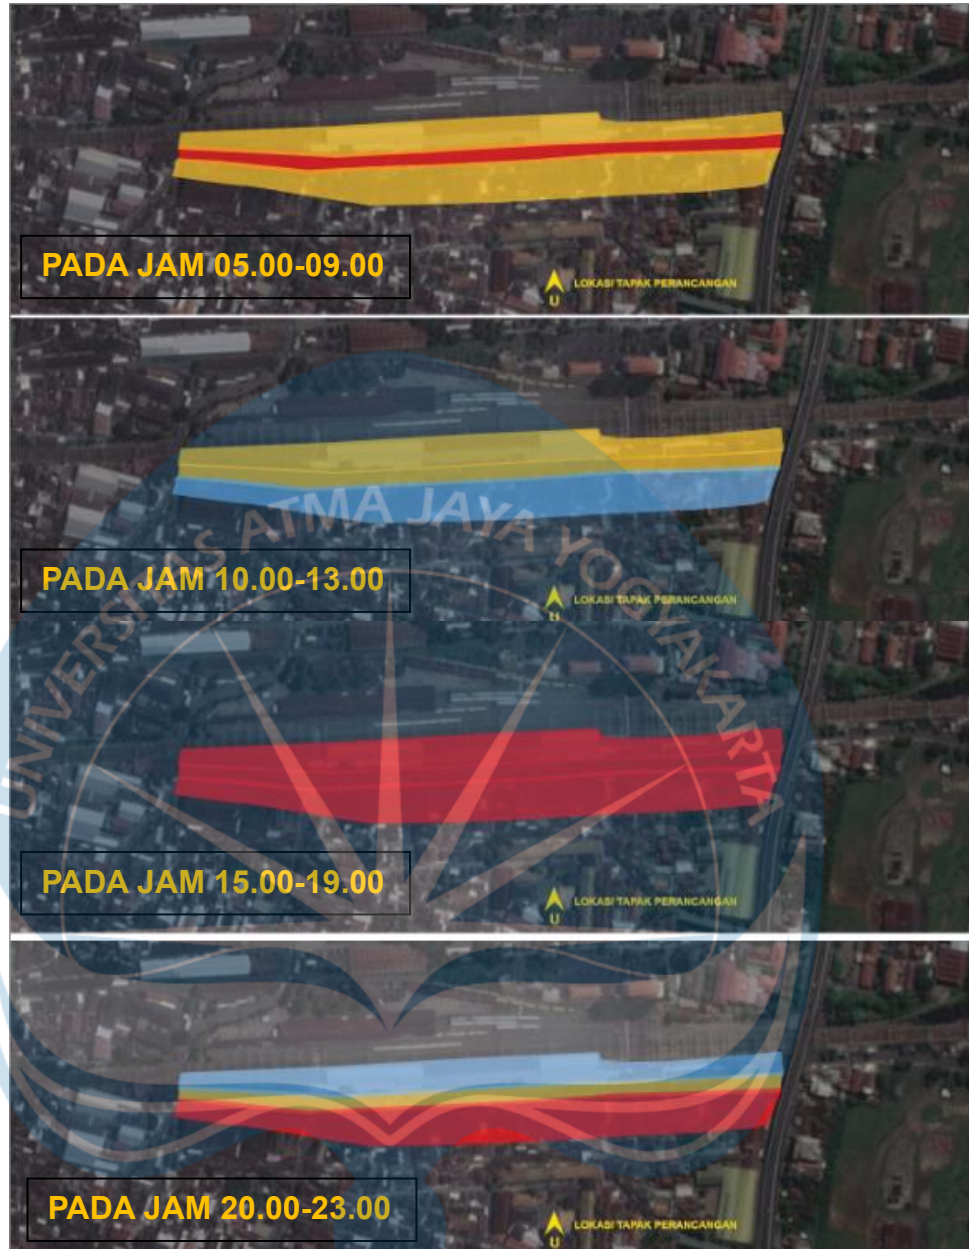 PADA JAM 05.00-09.00
LOKASI TAPAK PERANCANGAN
U
PADA JAM 10.00-13.00
LOKASI TAPAK PERANCANGAN
U
UNIVERSITAS ATMA JAYA YOGYAKARTA
PADA JAM 15.00-19.00
LOKASI TAPAK PERANCANGAN
U
PADA JAM 20.00-23.00
LOKASI TAPAK PERANCANGAN
U